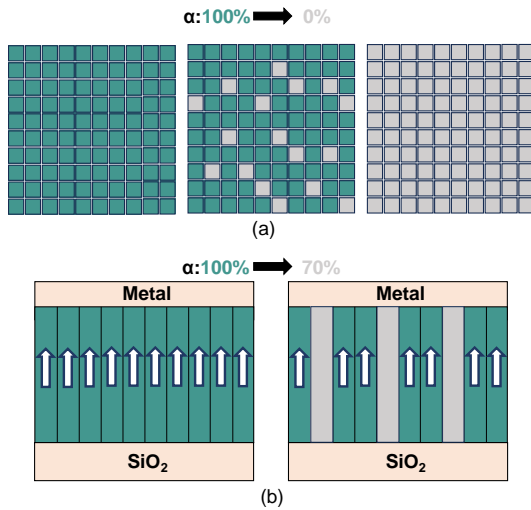 α:100% 0%
(a)
α:100% 70%
Metal Metal
SiO₂ SiO₂
(b)